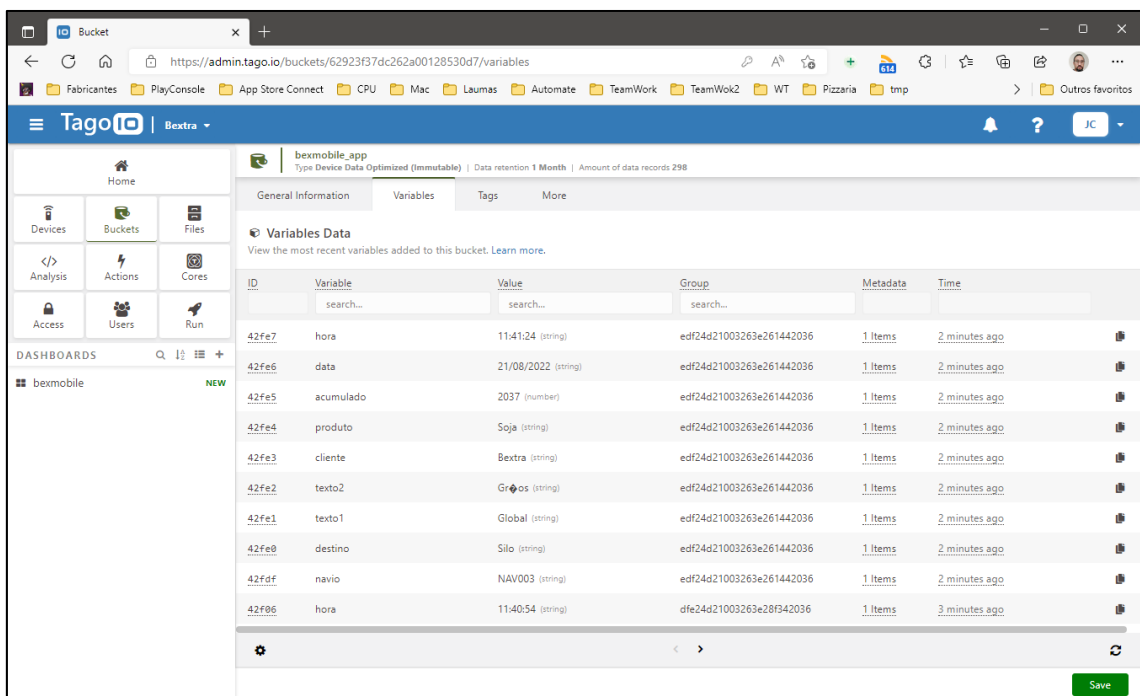 Bucket
https://admin.tago.io/buckets/62923f37dc262a00128530d7/variables
614
Fabricantes PlayConsole App Store Connect CPU Mac Laumas Automate TeamWork TeamWok2 WT Pizzaria tmp > Outros favoritos
Tago IO | Bextra ? JC
Home
Devices Buckets Files
Analysis Actions Cores
Access Users Run
DASHBOARDS
bexmobile NEW
bexmobile_app
Type Device Data Optimized (Immutable) | Data retention 1 Month | Amount of data records 298
General Information Variables Tags More
Variables Data
View the most recent variables added to this bucket. Learn more.
ID Variable Value Group Metadata Time
search... search... search...
42fe7 hora 11:41:24 (string) edf24d21003263e261442036 1 Items 2 minutes ago
42fe6 data 21/08/2022 (string) edf24d21003263e261442036 1 Items 2 minutes ago
42fe5 acumulado 2037 (number) edf24d21003263e261442036 1 Items 2 minutes ago
42fe4 produto Soja (string) edf24d21003263e261442036 1 Items 2 minutes ago
42fe3 cliente Bextra (string) edf24d21003263e261442036 1 Items 2 minutes ago
42fe2 texto2 Gr�os (string) edf24d21003263e261442036 1 Items 2 minutes ago
42fe1 texto1 Global (string) edf24d21003263e261442036 1 Items 2 minutes ago
42fe0 destino Silo (string) edf24d21003263e261442036 1 Items 2 minutes ago
42fdf navio NAV003 (string) edf24d21003263e261442036 1 Items 2 minutes ago
42f06 hora 11:40:54 (string) dfe24d21003263e28f342036 1 Items 3 minutes ago
Save